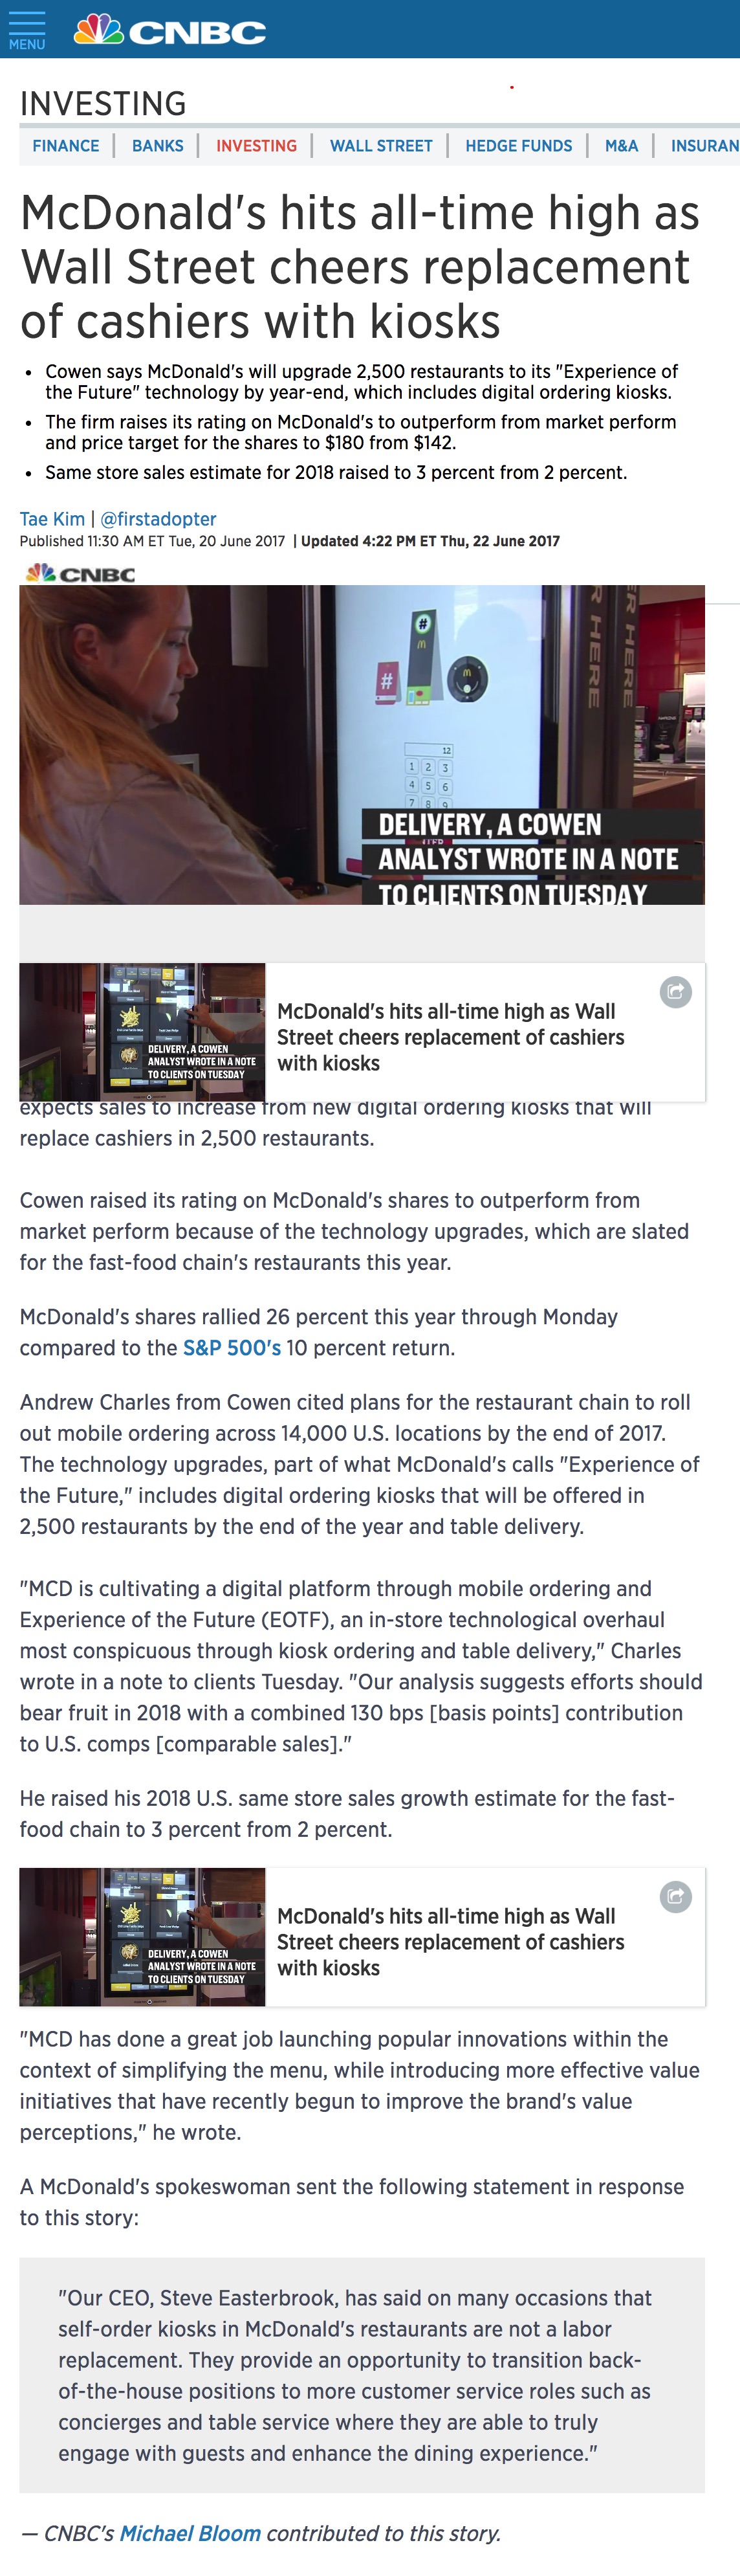 MENU
CNBC
INVESTING
FINANCE | BANKS | INVESTING | WALL STREET | HEDGE FUNDS | M&A | INSURAN
McDonald's hits all-time high as
Wall Street cheers replacement
of cashiers with kiosks
• Cowen says McDonald's will upgrade 2,500 restaurants to its "Experience of
the Future" technology by year-end, which includes digital ordering kiosks.
• The firm raises its rating on McDonald's to outperform from market perform
and price target for the shares to $180 from $142.
• Same store sales estimate for 2018 raised to 3 percent from 2 percent.
Tae Kim | @firstadopter
Published 11:30 AM ET Tue, 20 June 2017 | Updated 4:22 PM ET Thu, 22 June 2017
CNBC
#
#
R HERE
R HERE
12
1 2 3
4 5 6
7 8 9
DELIVERY, A COWEN
ANALYST WROTE IN A NOTE
TO CLIENTS ON TUESDAY
DELIVERY, A COWEN
ANALYST WROTE IN A NOTE
TO CLIENTS ON TUESDAY
McDonald's hits all-time high as Wall
Street cheers replacement of cashiers
with kiosks
expects sales to increase from new digital ordering kiosks that will
replace cashiers in 2,500 restaurants.
Cowen raised its rating on McDonald's shares to outperform from
market perform because of the technology upgrades, which are slated
for the fast-food chain's restaurants this year.
McDonald's shares rallied 26 percent this year through Monday
compared to the S&P 500's 10 percent return.
Andrew Charles from Cowen cited plans for the restaurant chain to roll
out mobile ordering across 14,000 U.S. locations by the end of 2017.
The technology upgrades, part of what McDonald's calls "Experience of
the Future," includes digital ordering kiosks that will be offered in
2,500 restaurants by the end of the year and table delivery.
"MCD is cultivating a digital platform through mobile ordering and
Experience of the Future (EOTF), an in-store technological overhaul
most conspicuous through kiosk ordering and table delivery," Charles
wrote in a note to clients Tuesday. "Our analysis suggests efforts should
bear fruit in 2018 with a combined 130 bps [basis points] contribution
to U.S. comps [comparable sales]."
He raised his 2018 U.S. same store sales growth estimate for the fast-
food chain to 3 percent from 2 percent.
DELIVERY, A COWEN
ANALYST WROTE IN A NOTE
TO CLIENTS ON TUESDAY
McDonald's hits all-time high as Wall
Street cheers replacement of cashiers
with kiosks
"MCD has done a great job launching popular innovations within the
context of simplifying the menu, while introducing more effective value
initiatives that have recently begun to improve the brand's value
perceptions," he wrote.
A McDonald's spokeswoman sent the following statement in response
to this story:
"Our CEO, Steve Easterbrook, has said on many occasions that
self-order kiosks in McDonald's restaurants are not a labor
replacement. They provide an opportunity to transition back-
of-the-house positions to more customer service roles such as
concierges and table service where they are able to truly
engage with guests and enhance the dining experience."
— CNBC's Michael Bloom contributed to this story.